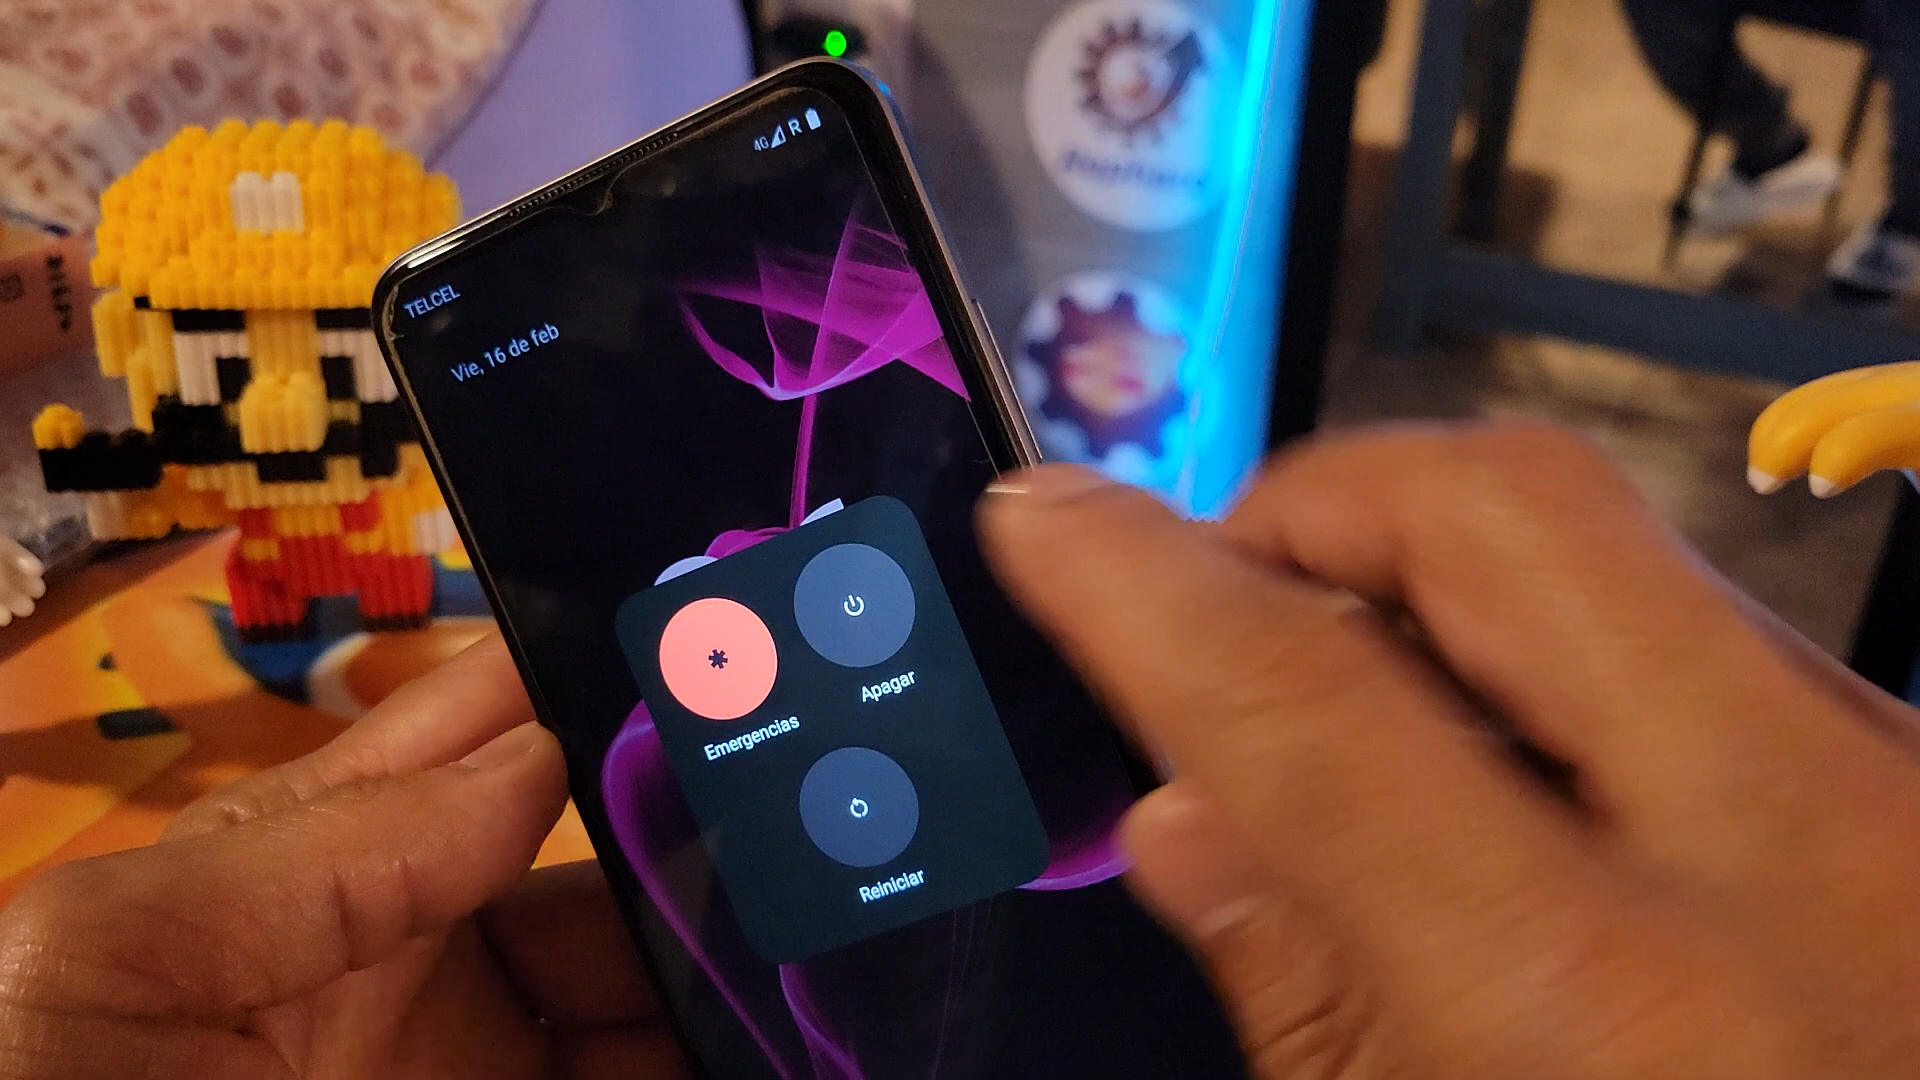 4G R
TELCEL
Vie, 16 de feb
Emergencias
Apagar
Reiniciar